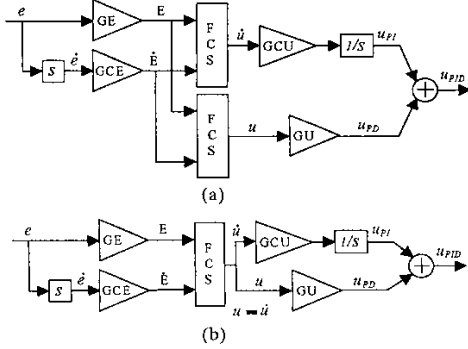 e GE E F C S u̇ GCU 1/S u_PI
s ė GCE Ė u_PID
F C S u GU u_PD
(a)
e GE E F C S u̇ GCU 1/S u_PI
u_PID
s ė GCE Ė u GU u_PD
u = u̇
(b)